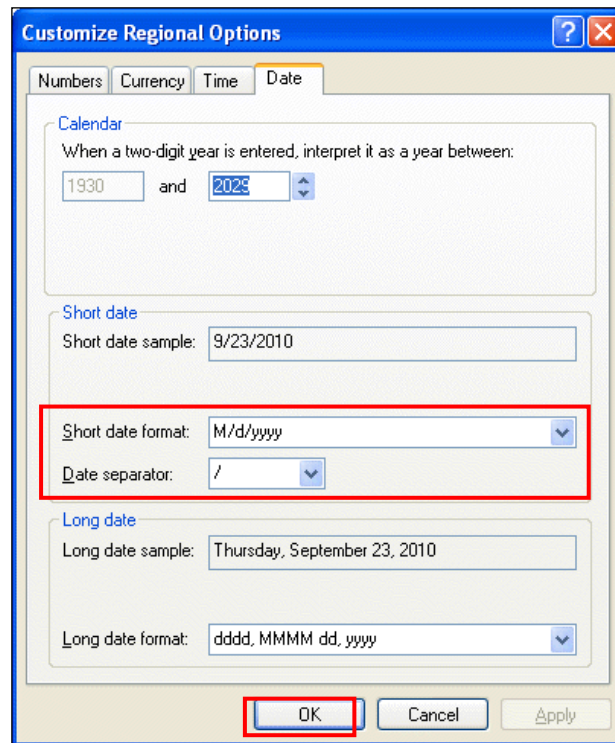 Customize Regional Options
Numbers Currency Time Date
Calendar
When a two-digit year is entered, interpret it as a year between:
1930 and 2029
Short date
Short date sample: 9/23/2010
Short date format: M/d/yyyy
Date separator: /
Long date
Long date sample: Thursday, September 23, 2010
Long date format: dddd, MMMM dd, yyyy
OK Cancel Apply